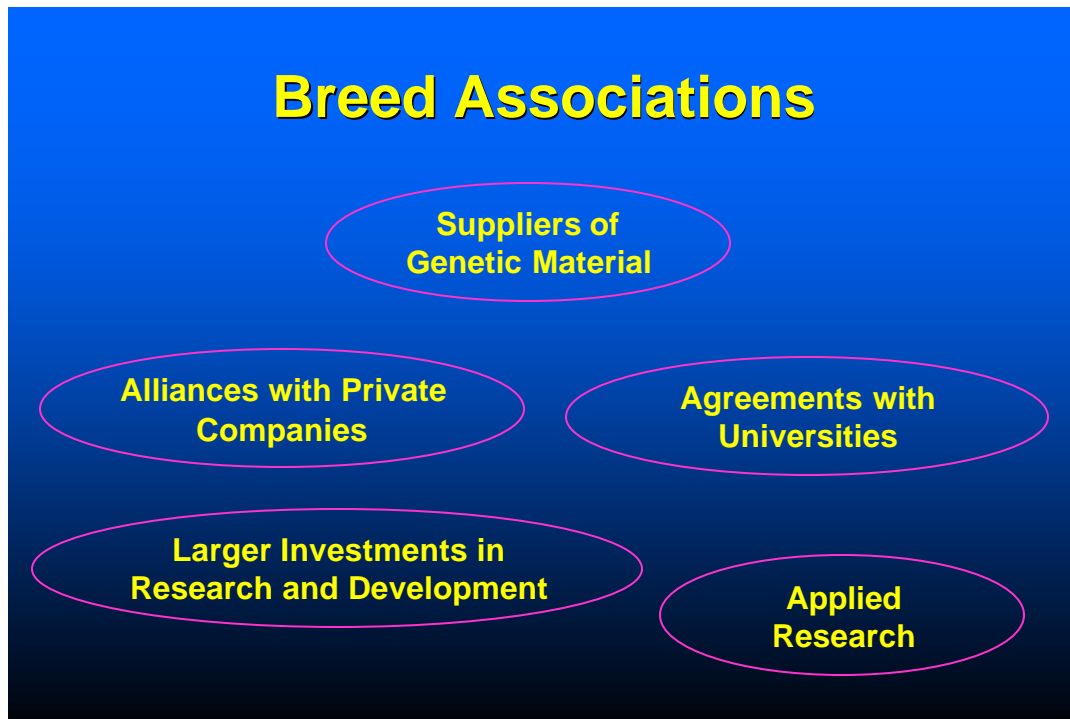 Breed Associations
Suppliers of
Genetic Material
Alliances with Private
Companies
Agreements with
Universities
Larger Investments in
Research and Development
Applied
Research